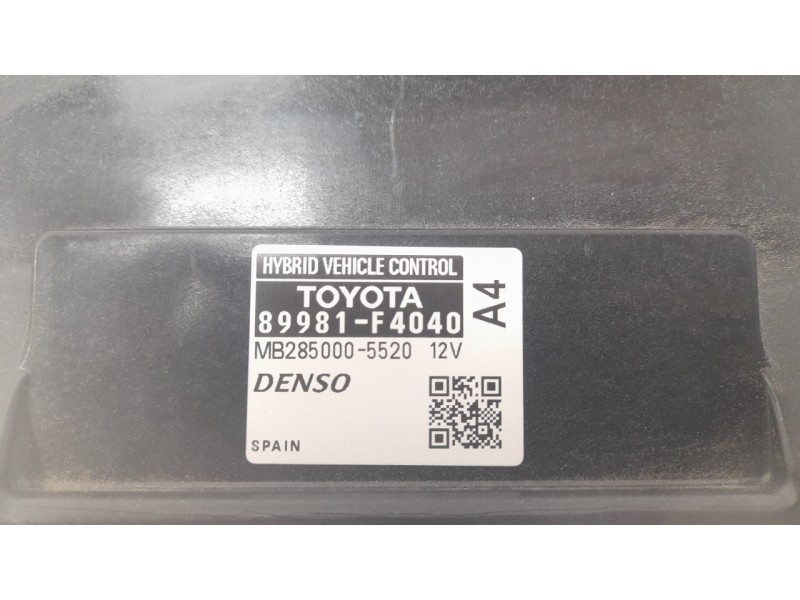 HYBRID VEHICLE CONTROL
TOYOTA
89981-F4040
A4
MB285000-5520 12V
DENSO
SPAIN